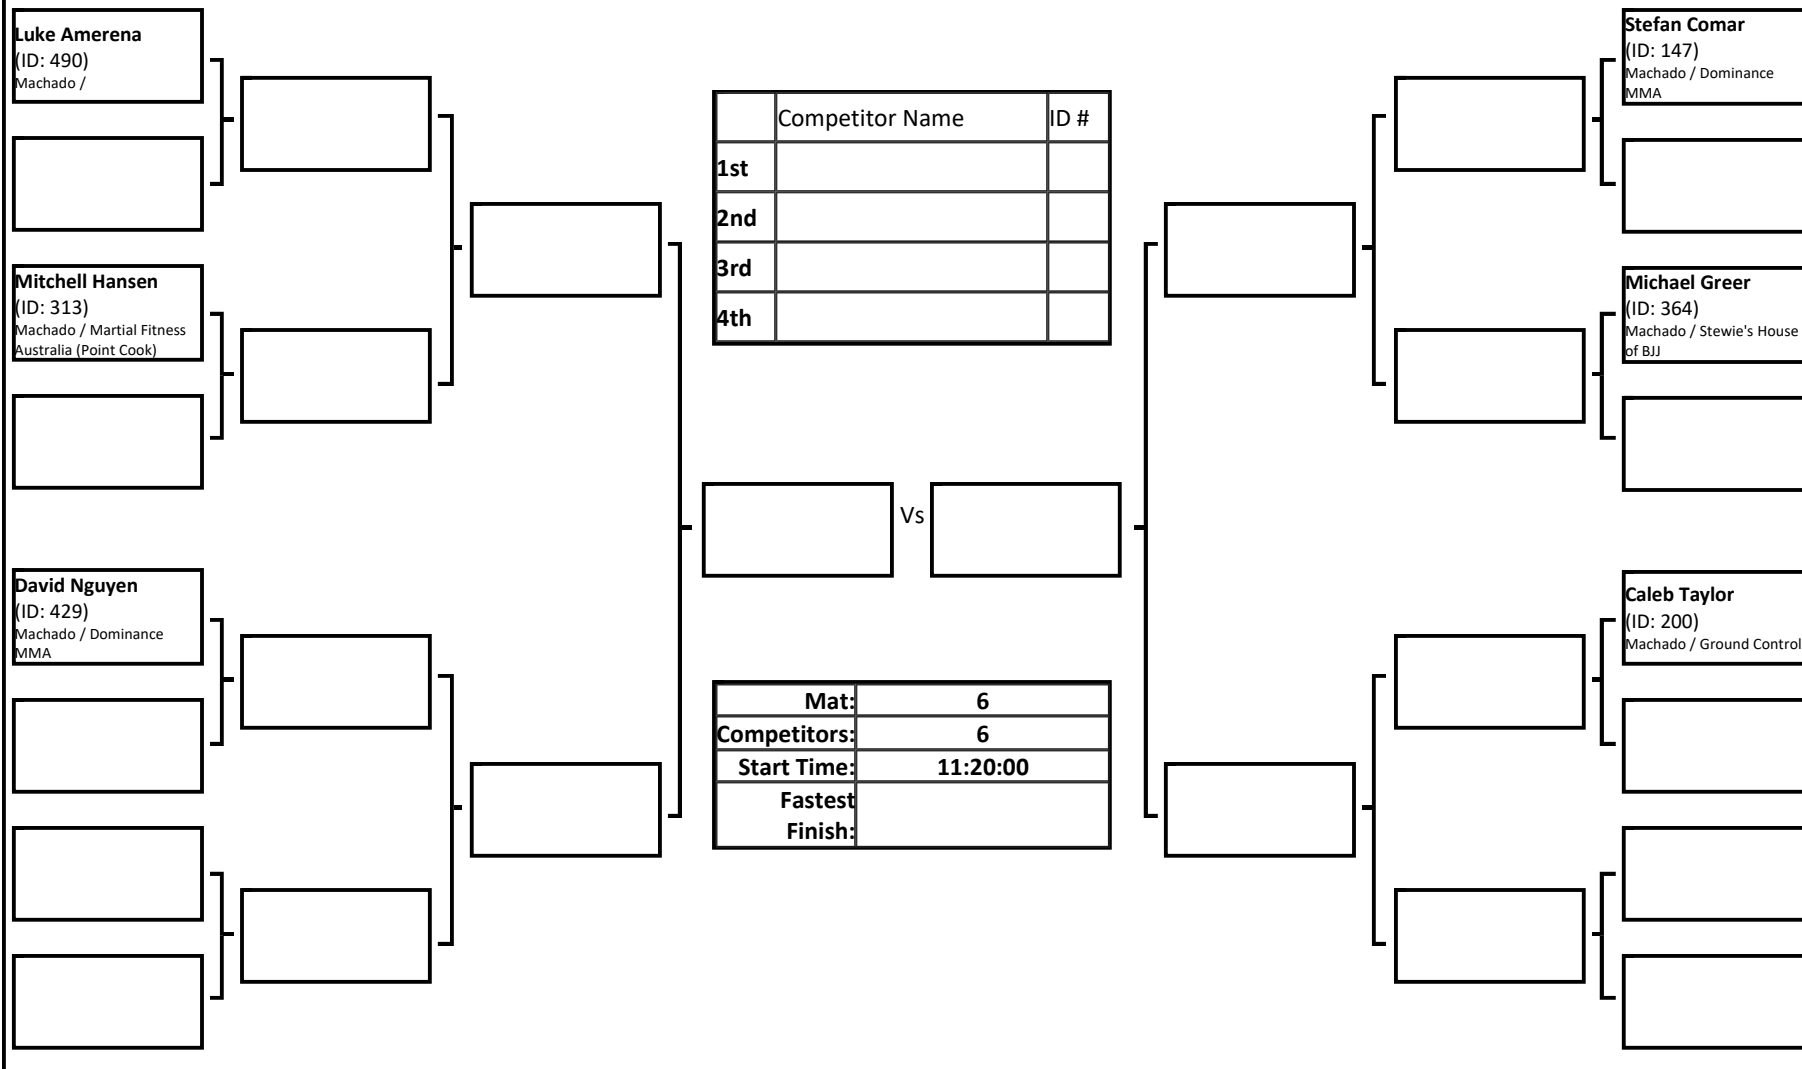 Luke Amerena
(ID: 490)
Machado /
Mitchell Hansen
(ID: 313)
Machado / Martial Fitness
Australia (Point Cook)
David Nguyen
(ID: 429)
Machado / Dominance
MMA
Competitor Name ID #
1st
2nd
3rd
4th
Vs
Mat: 6
Competitors: 6
Start Time: 11:20:00
Fastest
Finish:
Stefan Comar
(ID: 147)
Machado / Dominance
MMA
Michael Greer
(ID: 364)
Machado / Stewie's House
of BJJ
Caleb Taylor
(ID: 200)
Machado / Ground Control